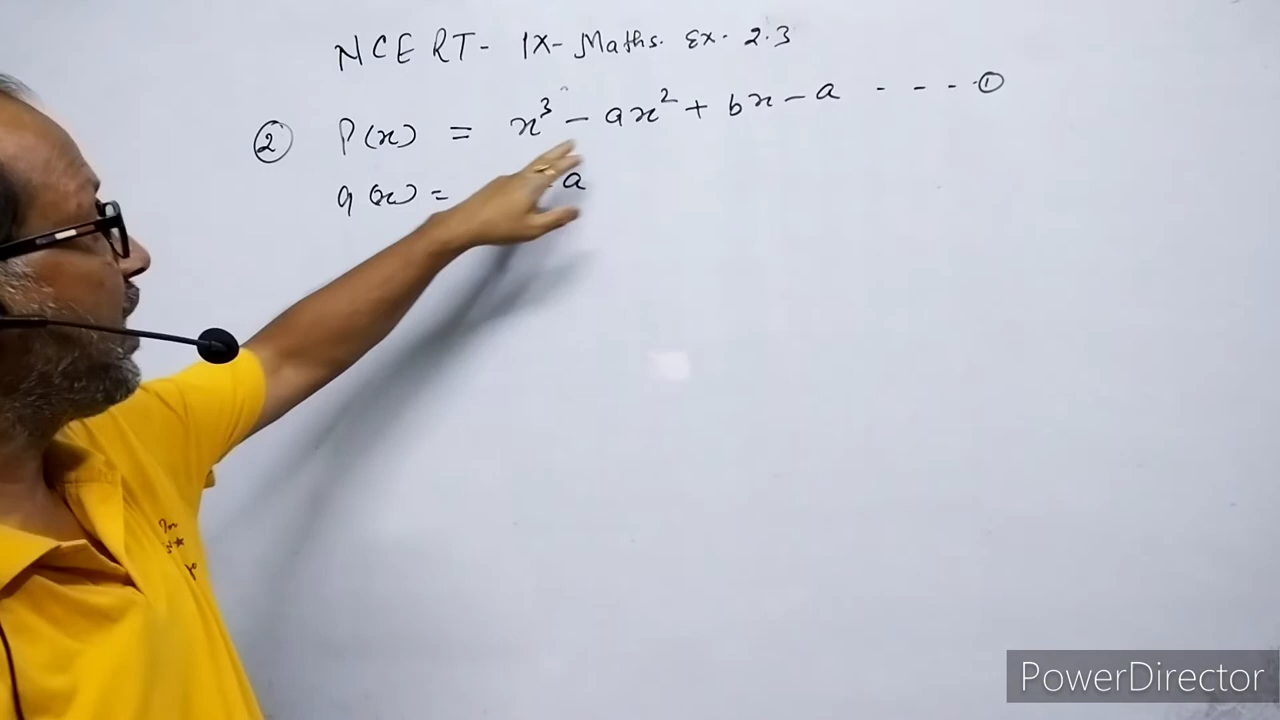 NCERT - IX - Maths. Ex. 2.3
② P(x) = x³ - ax² + bx - a - - - - ①
q(x) = - a
PowerDirector